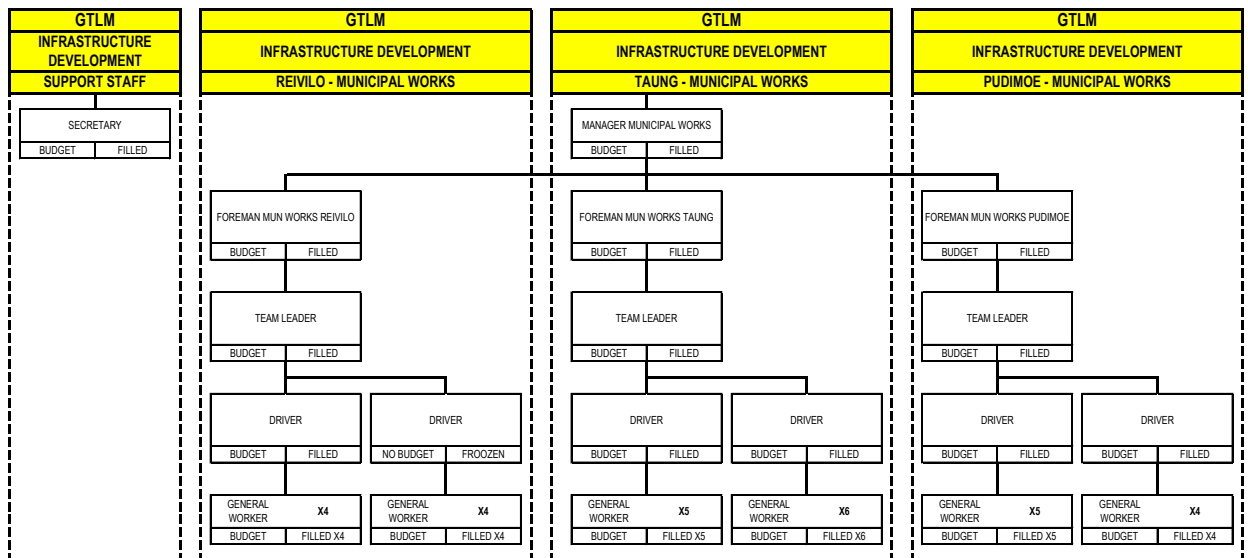 GTLM
INFRASTRUCTURE
DEVELOPMENT
SUPPORT STAFF
SECRETARY
BUDGET FILLED
GTLM
INFRASTRUCTURE DEVELOPMENT
REIVILO - MUNICIPAL WORKS
GTLM
INFRASTRUCTURE DEVELOPMENT
TAUNG - MUNICIPAL WORKS
GTLM
INFRASTRUCTURE DEVELOPMENT
PUDIMOE - MUNICIPAL WORKS
MANAGER MUNICIPAL WORKS
BUDGET FILLED
FOREMAN MUN WORKS REIVILO
BUDGET FILLED
TEAM LEADER
BUDGET FILLED
DRIVER
BUDGET FILLED
GENERAL
WORKER X4
BUDGET FILLED X4
DRIVER
NO BUDGET FROOZEN
GENERAL
WORKER X4
BUDGET FILLED X4
FOREMAN MUN WORKS TAUNG
BUDGET FILLED
TEAM LEADER
BUDGET FILLED
DRIVER
BUDGET FILLED
GENERAL
WORKER X5
BUDGET FILLED X5
DRIVER
BUDGET FILLED
GENERAL
WORKER X6
BUDGET FILLED X6
FOREMAN MUN WORKS PUDIMOE
BUDGET FILLED
TEAM LEADER
BUDGET FILLED
DRIVER
BUDGET FILLED
GENERAL
WORKER X5
BUDGET FILLED X5
DRIVER
BUDGET FILLED
GENERAL
WORKER X4
BUDGET FILLED X4